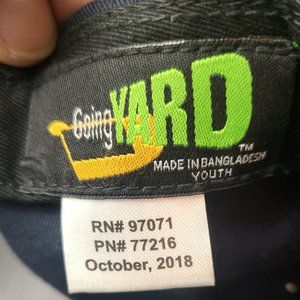 Going YARD
TM
MADE IN BANGLADESH
YOUTH
RN# 97071
PN# 77216
October, 2018